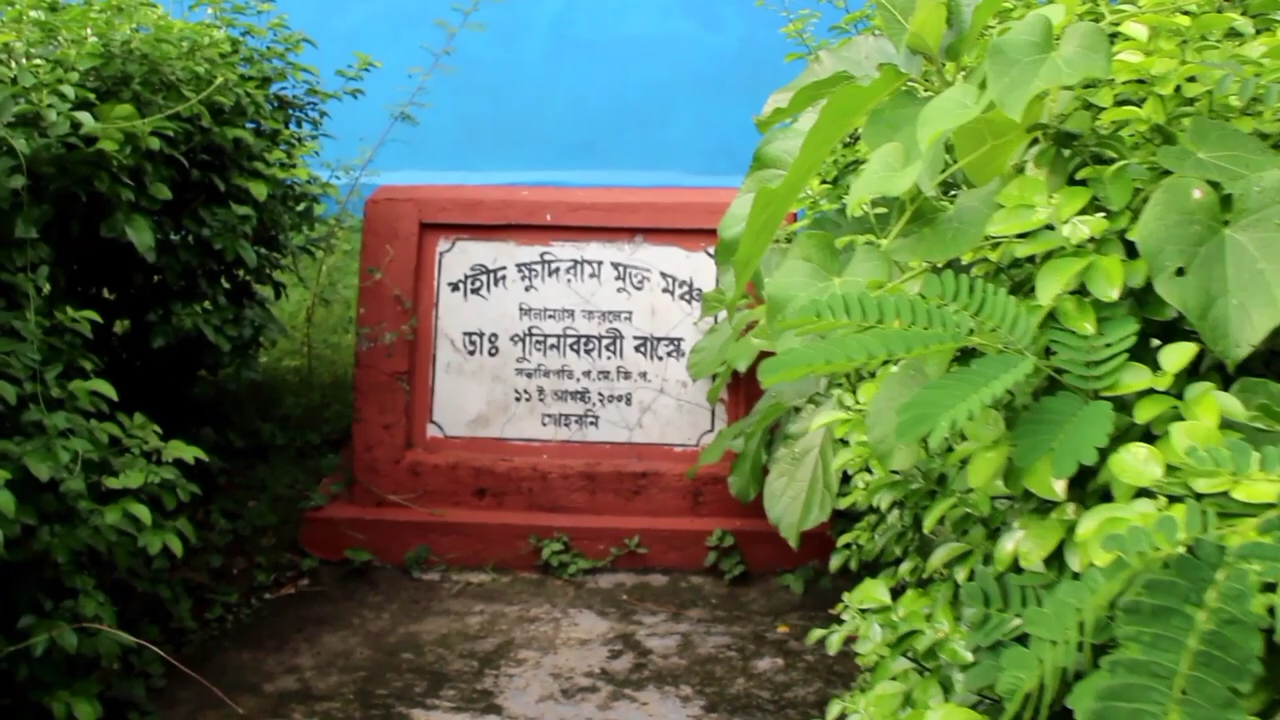 শহীদ ক্ষুদিরাম মুক্ত মঞ্চ
শিলান্যাস করলেন
ডাঃ পুলিনবিহারী বাস্কে
সভাধিপতি, প.মে.জি.প.
১১ ই আগষ্ট, ২০০৪
মোহবনি